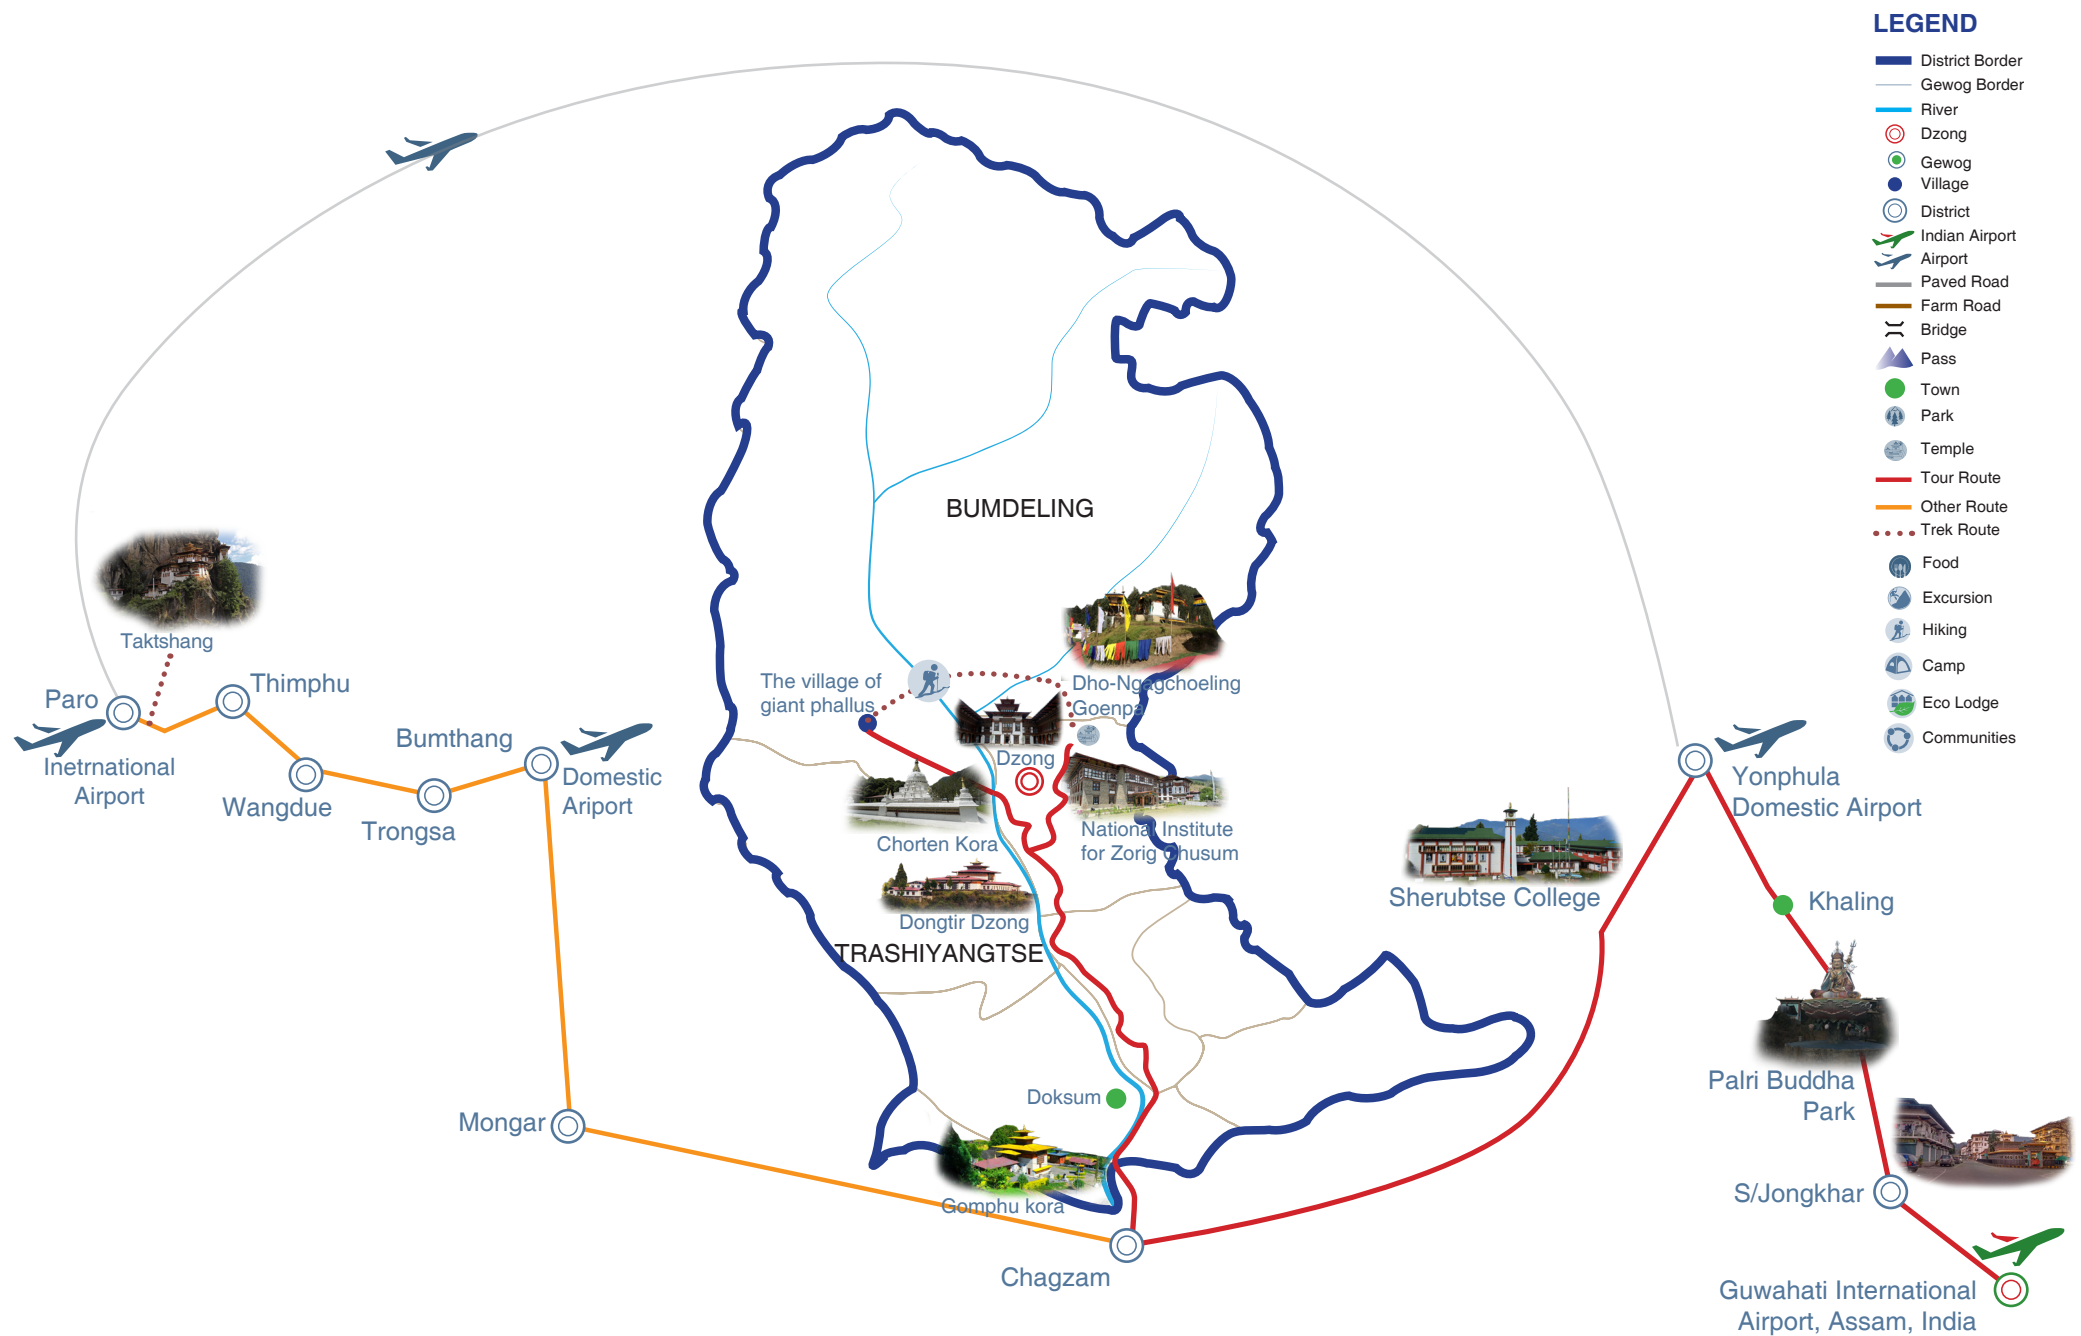 LEGEND
District Border
Gewog Border
River
Dzong
Gewog
Village
District
Indian Airport
Airport
Paved Road
Farm Road
Bridge
Pass
Town
Park
Temple
Tour Route
Other Route
Trek Route
Food
Excursion
Hiking
Camp
Eco Lodge
Communities
BUMDELING
Taktshang
Paro
Inetrnational
Airport
Thimphu
Wangdue
Trongsa
Bumthang
Domestic
Ariport
The village of
giant phallus
Dho-Ngagchoeling
Goenpa
Dzong
Chorten Kora
National Institute
for Zorig Chusum
Dongtir Dzong
TRASHIYANGTSE
Sherubtse College
Yonphula
Domestic Airport
Khaling
Palri Buddha
Park
Doksum
Mongar
Gomphu kora
Chagzam
S/Jongkhar
Guwahati International
Airport, Assam, India